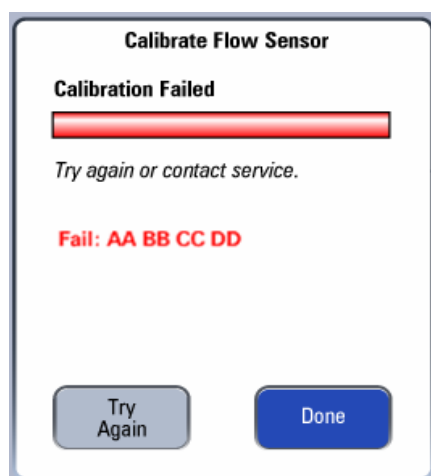 Calibrate Flow Sensor
Calibration Failed
Try again or contact service.
Fail: AA BB CC DD
Try
Again
Done